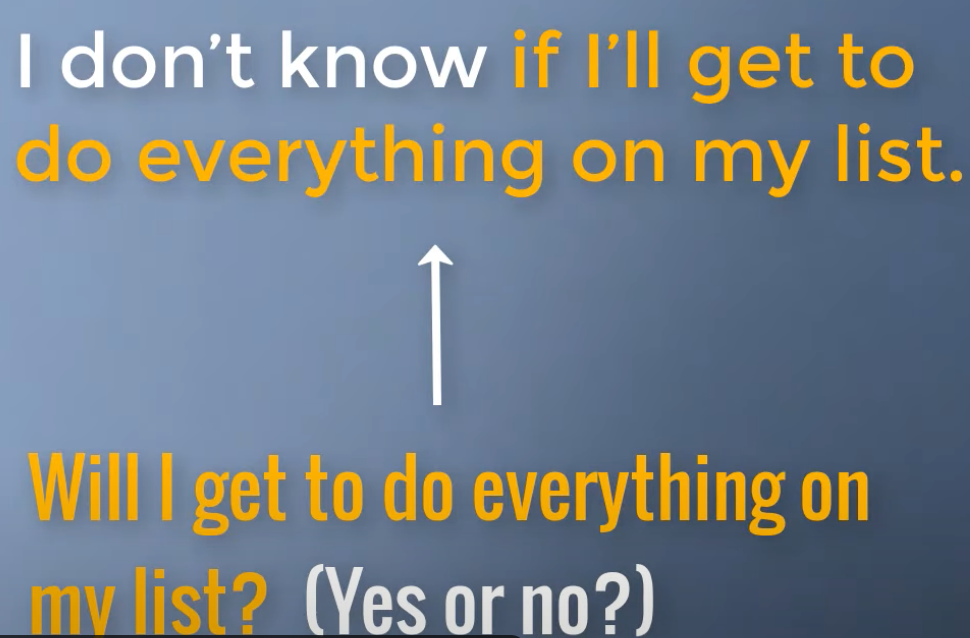 I don't know if I'll get to
do everything on my list.
Will I get to do everything on
my list? (Yes or no?)